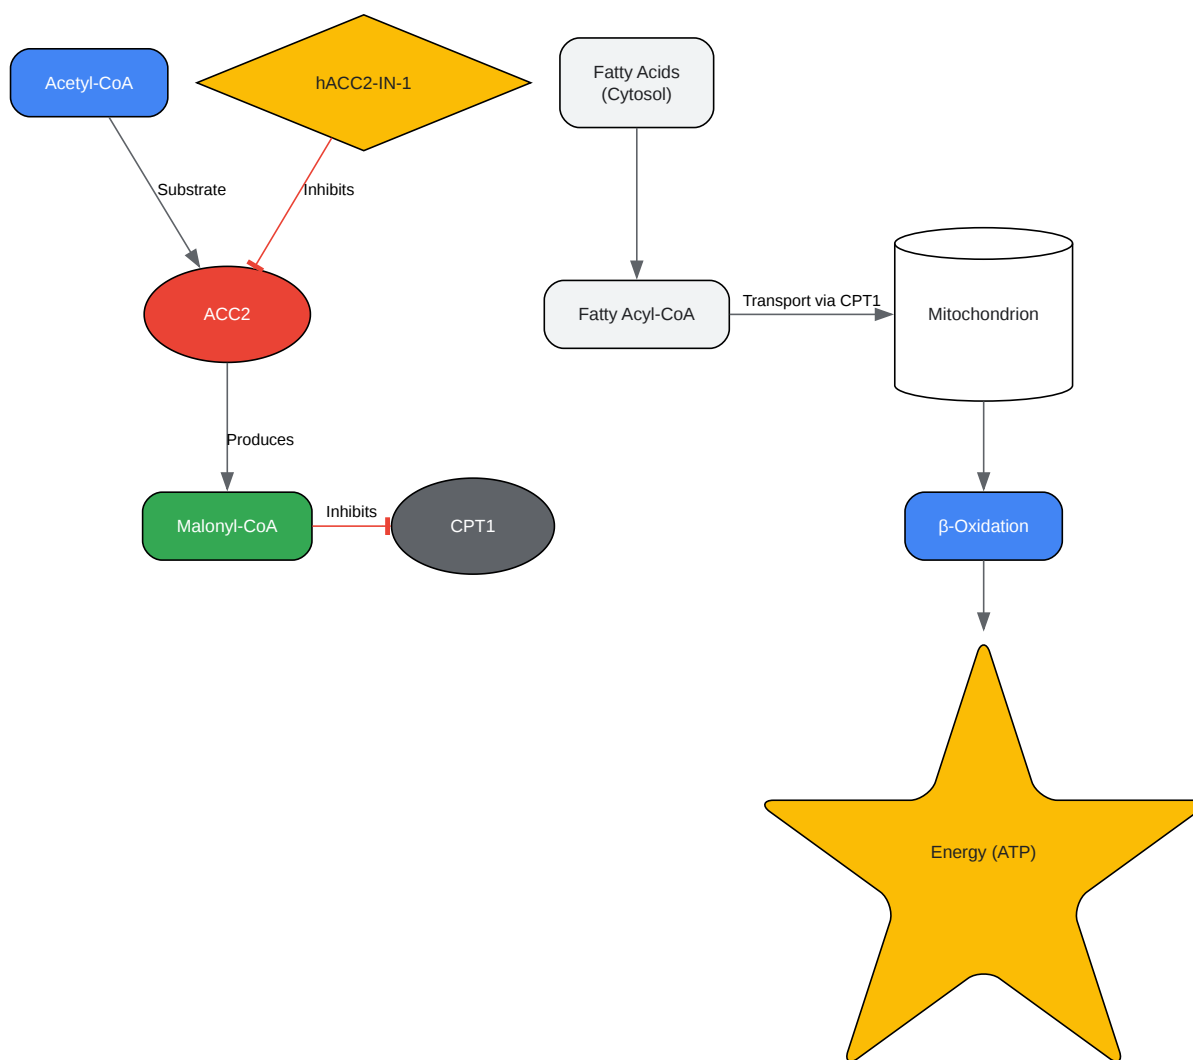 Acetyl-CoA
hACC2-IN-1
Fatty Acids
(Cytosol)
Substrate
Inhibits
ACC2
Fatty Acyl-CoA
Transport via CPT1
Mitochondrion
Produces
Malonyl-CoA
Inhibits
CPT1
β-Oxidation
Energy (ATP)